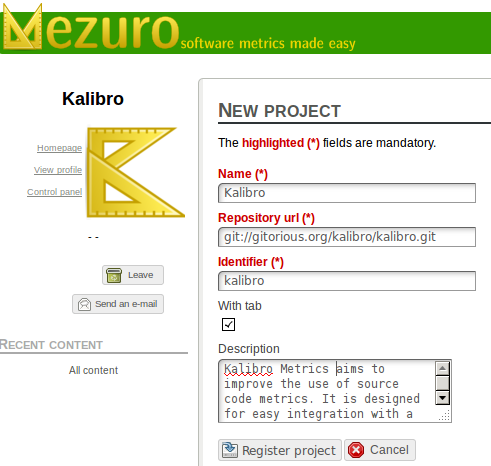 Mezuro software metrics made easy
Kalibro
Homepage
View profile
Control panel
- -
Leave
Send an e-mail
RECENT CONTENT
All content
NEW PROJECT
The highlighted (*) fields are mandatory.
Name (*)
Kalibro
Repository url (*)
git://gitorious.org/kalibro/kalibro.git
Identifier (*)
kalibro
With tab
Description
Kalibro Metrics aims to
improve the use of source
code metrics. It is designed
for easy integration with a
Register project
Cancel